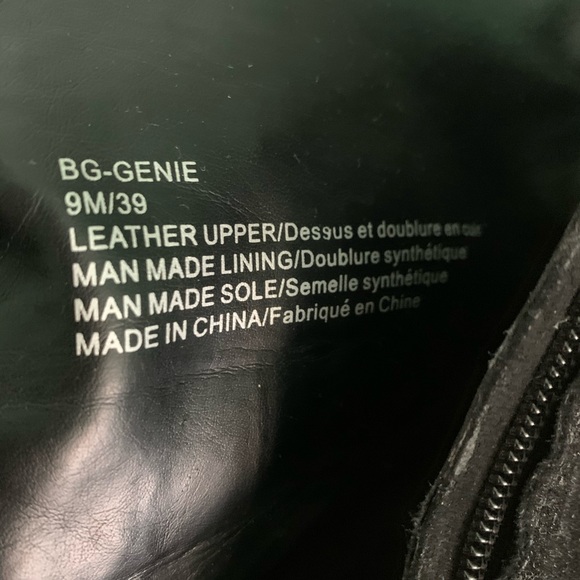 BG-GENIE
9M/39
LEATHER UPPER/Dessus et doublure en cuir
MAN MADE LINING/Doublure synthétique
MAN MADE SOLE/Semelle synthétique
MADE IN CHINA/Fabriqué en Chine